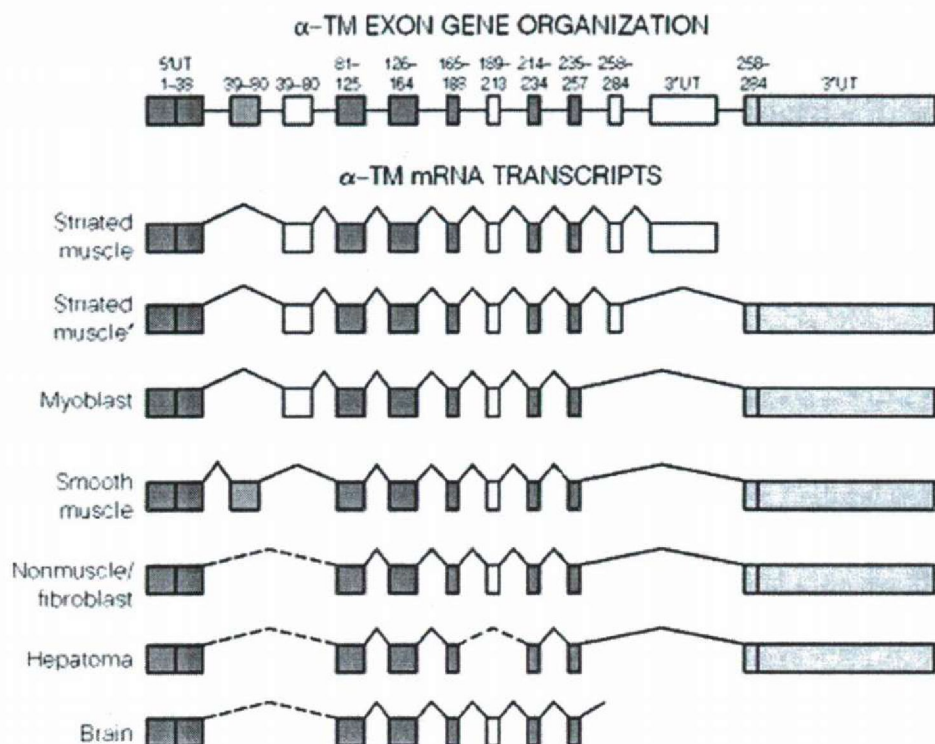 α-TM EXON GENE ORGANIZATION
5'UT 81- 126- 165- 189- 214- 235- 258- 258-
1-38 39-80 39-80 125 164 188 213 234 257 284 3"UT 284 3"UT
α-TM mRNA TRANSCRIPTS
Striated
muscle
Striated
muscle'
Myoblast
Smooth
muscle
Nonmuscle/
fibroblast
Hepatoma
Brain